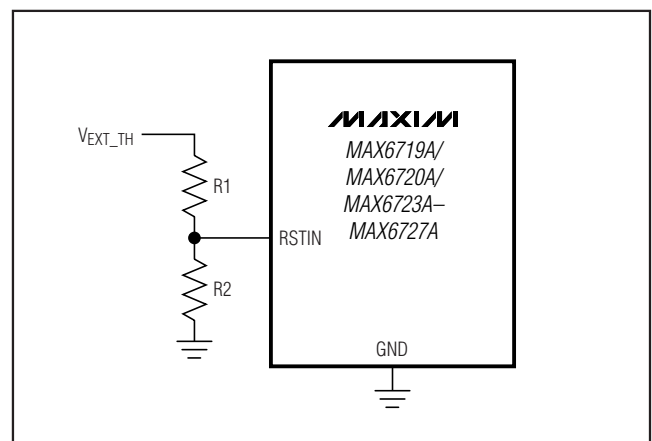 MAXIM
MAX6719A/
MAX6720A/
MAX6723A–
MAX6727A
VEXT_TH
R1
RSTIN
R2
GND